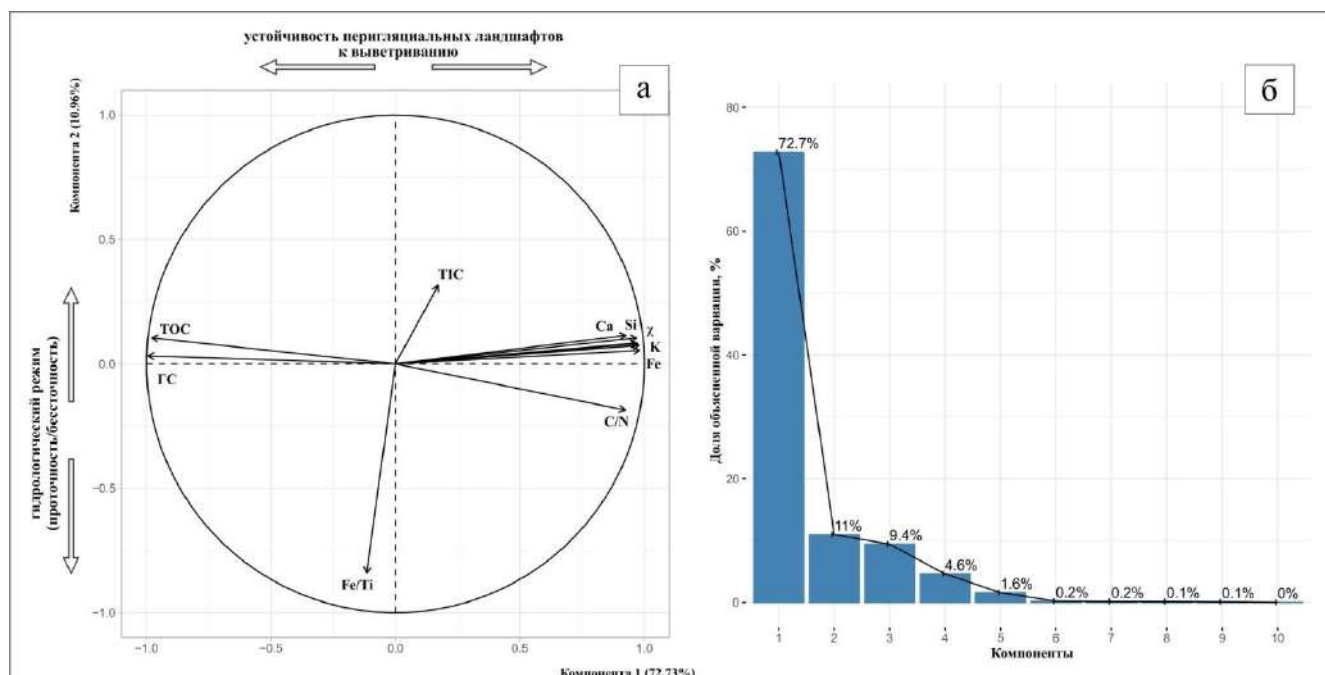 устойчивость перигляциальных ландшафтов
к выветриванию
а
Компонента 2 (10.96%)
гидрологический режим
(проточность/бессточность)
1.0
0.5
0.0
−0.5
−1.0
TIC
TOC
ГС
Ca
Si
χ
K
Fe
C/N
Fe/Ti
−1.0
−0.5
0.0
0.5
1.0
Компонента 1 (72.73%)
б
Доля объясненной вариации, %
80
60
40
20
0
72.7%
11%
9.4%
4.6%
1.6%
0.2%
0.2%
0.1%
0.1%
0%
1
2
3
4
5
6
7
8
9
10
Компоненты